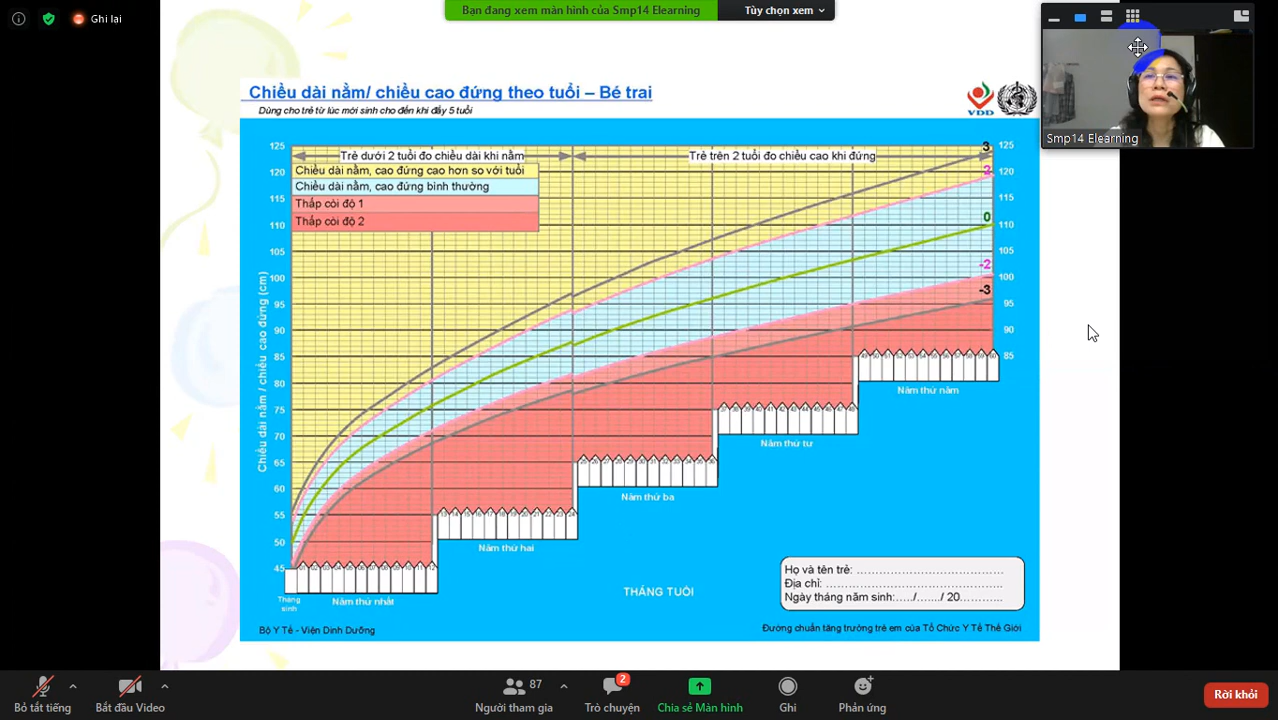 Ghi lại
Bạn đang xem màn hình của Smp14 Elearning
Tùy chọn xem
Smp14 Elearning
Chiều dài nằm/ chiều cao đứng theo tuổi – Bé trai
Dùng cho trẻ từ lúc mới sinh cho đến khi đầy 5 tuổi
VDD
Trẻ dưới 2 tuổi đo chiều dài khi nằm
Trẻ trên 2 tuổi đo chiều cao khi đứng
Chiều dài nằm, cao đứng cao hơn so với tuổi
Chiều dài nằm, cao đứng bình thường
Thấp còi độ 1
Thấp còi độ 2
Chiều dài nằm / chiều cao đứng (cm)
125
120
115
110
105
100
95
90
85
80
75
70
65
60
55
50
45
3
2
0
-2
-3
125
120
115
110
105
100
95
90
85
Tháng sinh
Năm thứ nhất
Năm thứ hai
Năm thứ ba
Năm thứ tư
Năm thứ năm
THÁNG TUỔI
Họ và tên trẻ: ……………………………
Địa chỉ: …………………………………
Ngày tháng năm sinh:…../……./ 20………..
Bộ Y Tế - Viện Dinh Dưỡng
Đường chuẩn tăng trưởng trẻ em của Tổ Chức Y Tế Thế Giới
Bỏ tắt tiếng
Bắt đầu Video
87
Người tham gia
2
Trò chuyện
Chia sẻ Màn hình
Ghi
Phản ứng
Rời khỏi